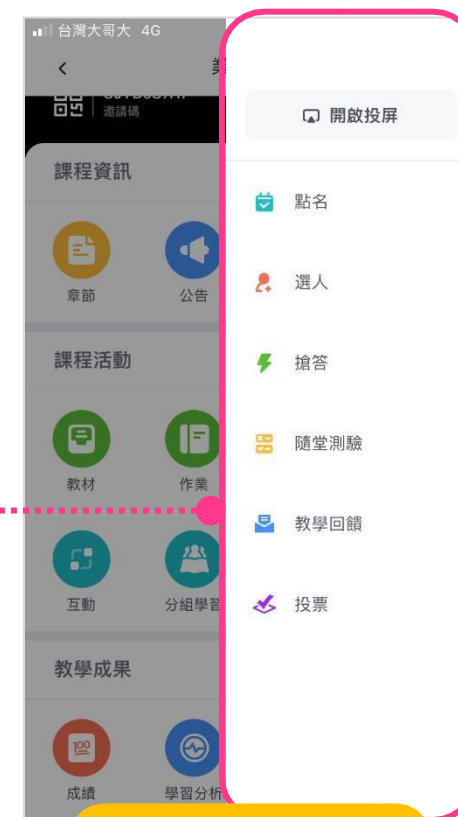 台灣大哥大 4G
邀請碼
開啟投屏
課程資訊
點名
章節
公告
選人
課程活動
搶答
教材
作業
隨堂測驗
教學回饋
互動
分組學習
投票
教學成果
100
成績
學習分析